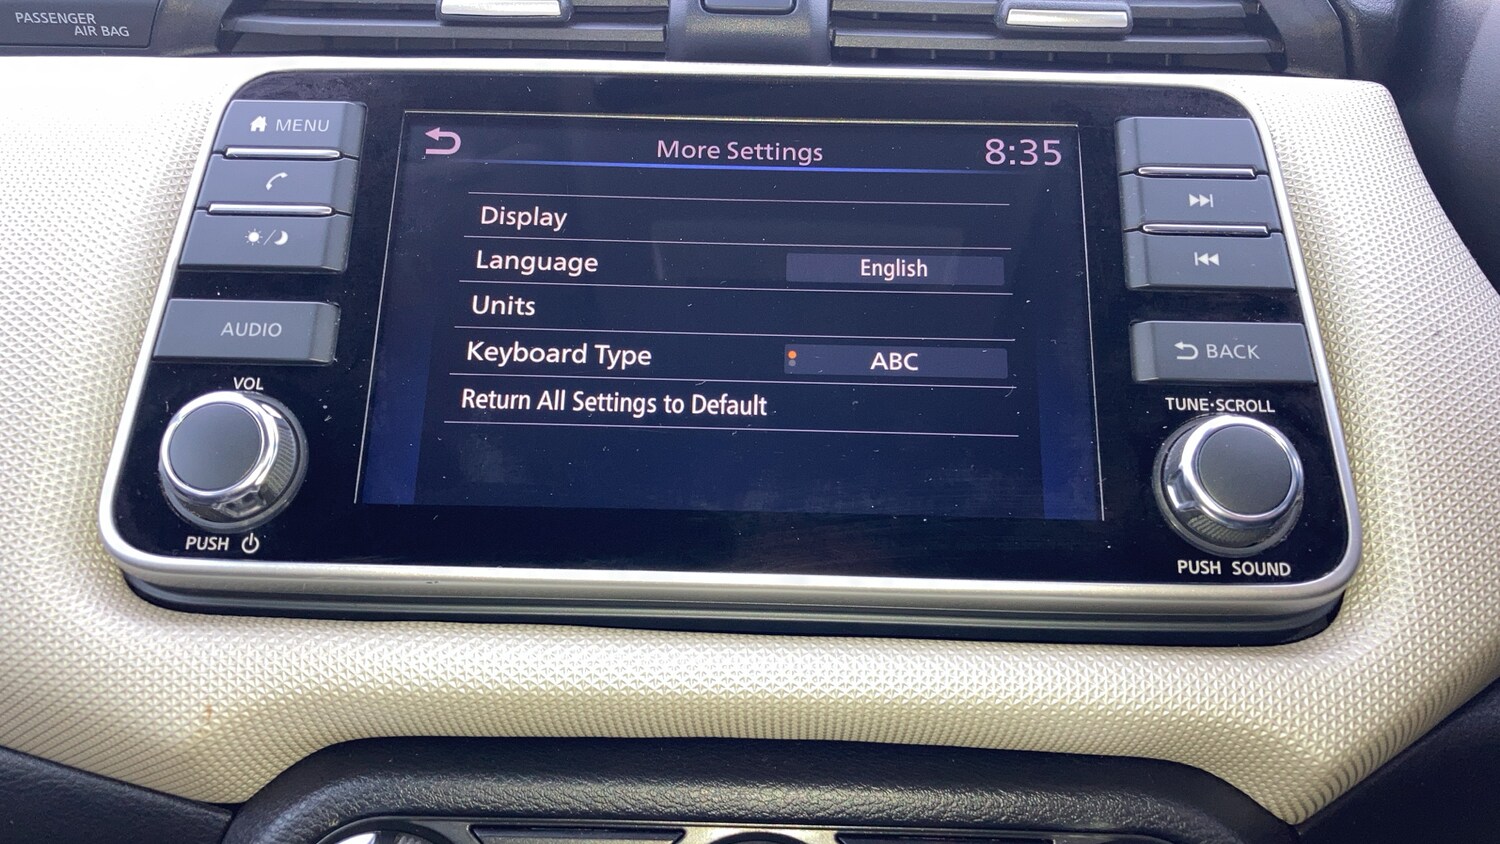 PASSENGER
AIR BAG
MENU
AUDIO
VOL
PUSH
More Settings
8:35
Display
Language English
Units
Keyboard Type ABC
Return All Settings to Default
BACK
TUNE·SCROLL
PUSH SOUND